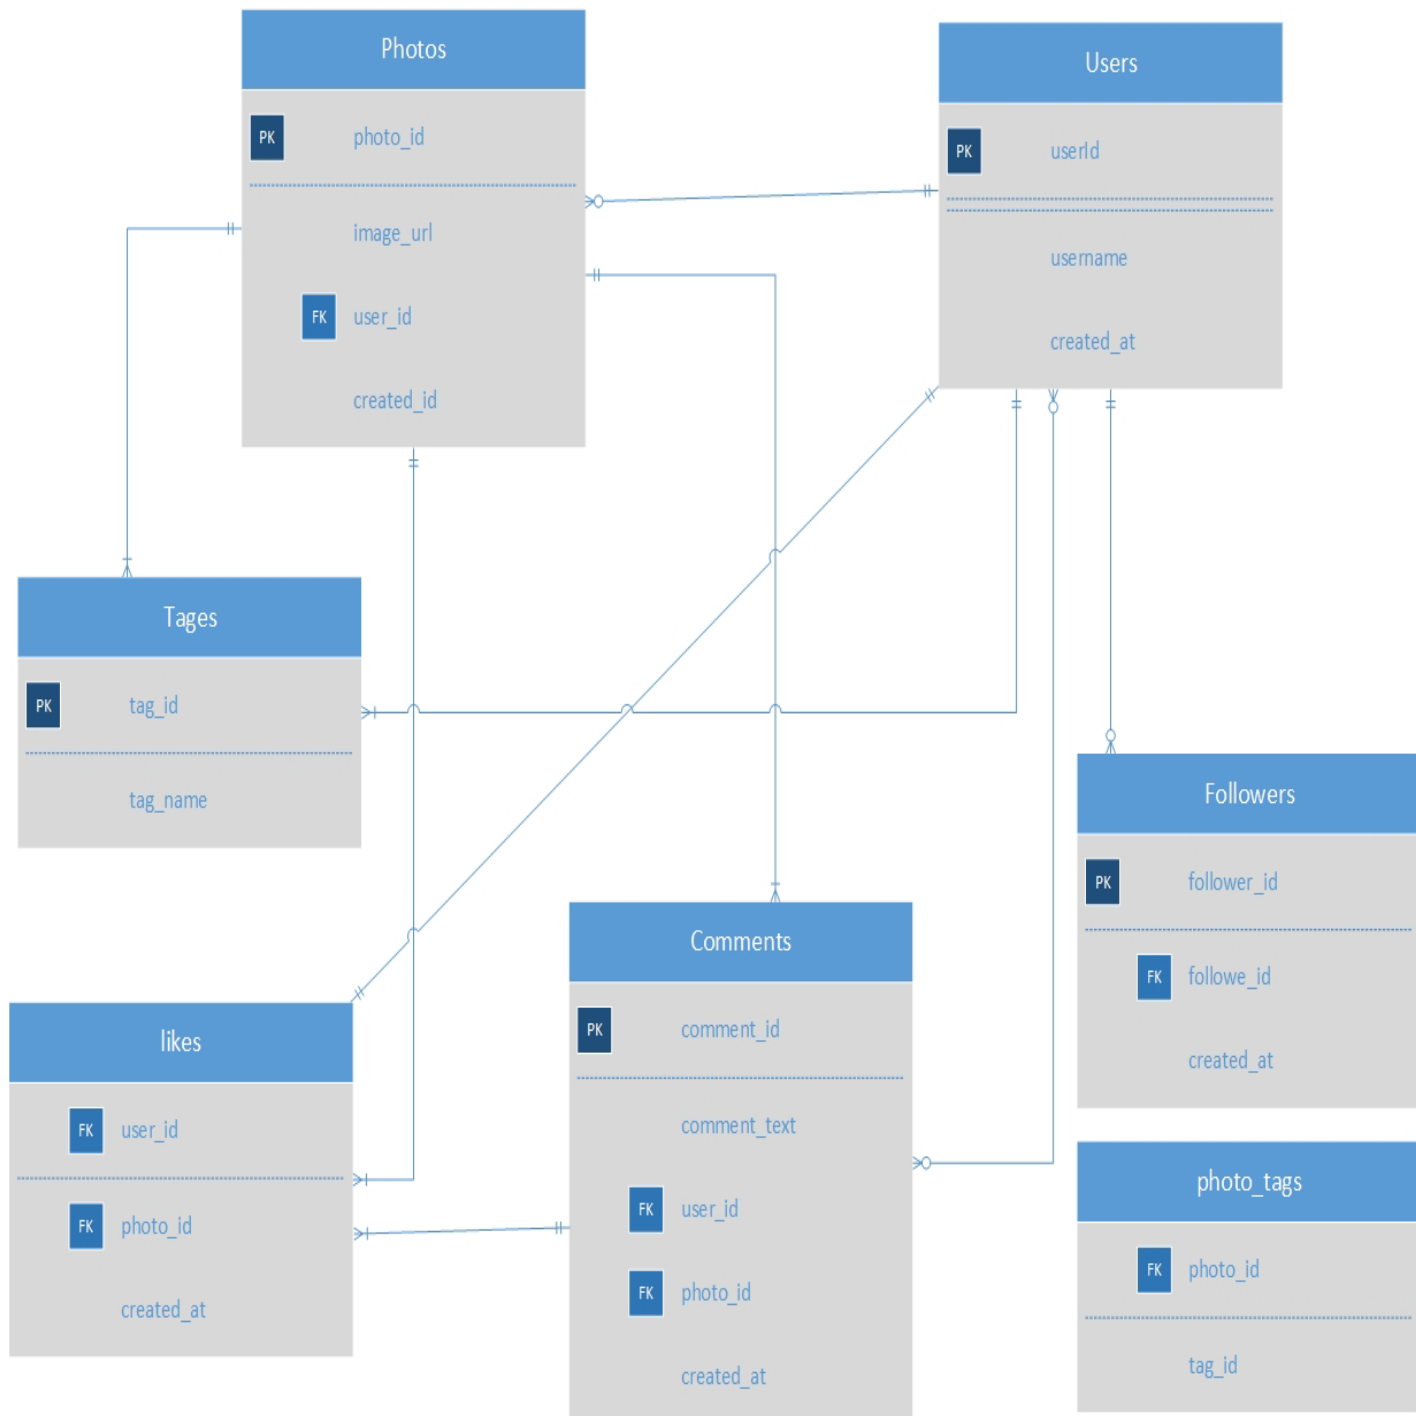 Photos
PK photo_id
image_url
FK user_id
created_id
Users
PK userId
username
created_at
Tages
PK tag_id
tag_name
Followers
PK follower_id
FK followe_id
created_at
Comments
PK comment_id
comment_text
FK user_id
FK photo_id
created_at
likes
FK user_id
FK photo_id
created_at
photo_tags
FK photo_id
tag_id